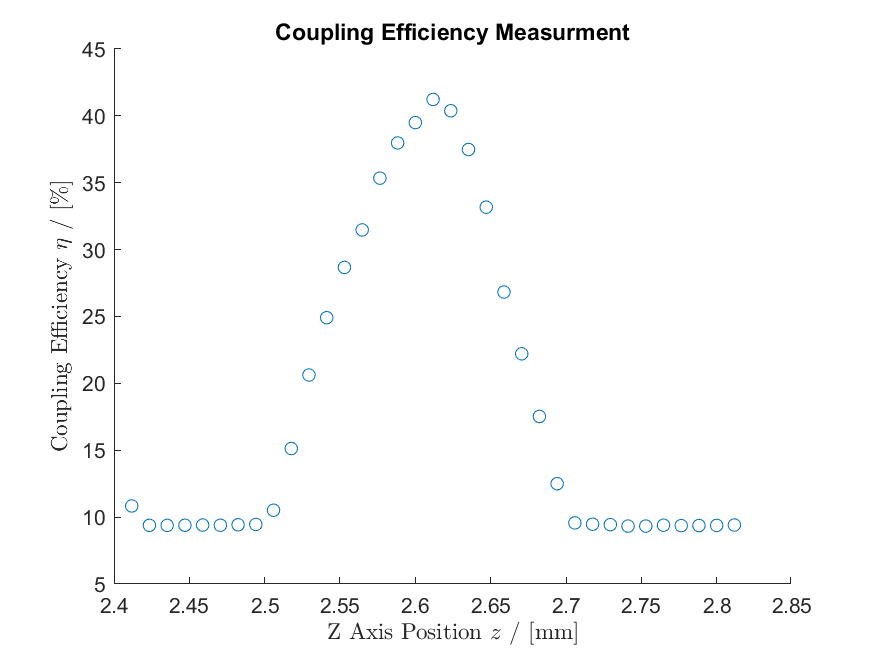 Coupling Efficiency Measurment
45
40
35
30
25
20
15
10
5
Coupling Efficiency η / [%]
2.4 2.45 2.5 2.55 2.6 2.65 2.7 2.75 2.8 2.85
Z Axis Position z / [mm]